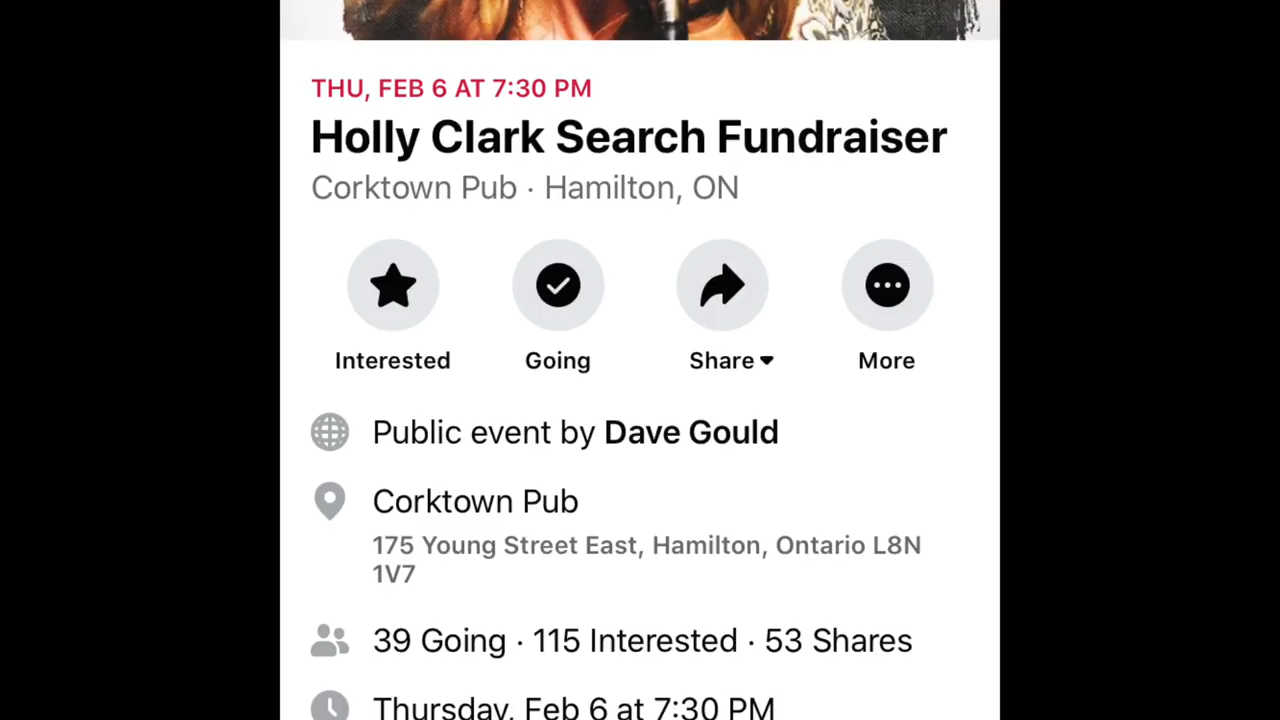 THU, FEB 6 AT 7:30 PM
Holly Clark Search Fundraiser
Corktown Pub · Hamilton, ON
Interested Going Share More
Public event by Dave Gould
Corktown Pub
175 Young Street East, Hamilton, Ontario L8N
1V7
39 Going · 115 Interested · 53 Shares
Thursday, Feb 6 at 7:30 PM